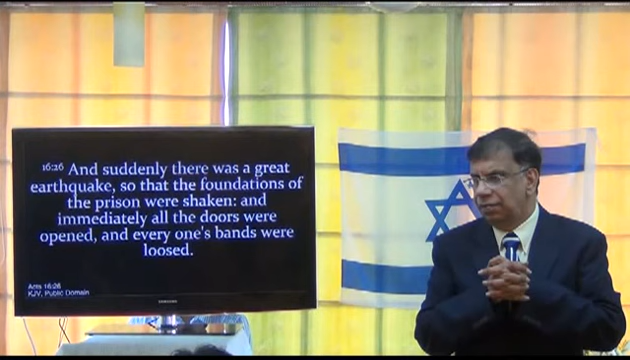 16:26 And suddenly there was a great
earthquake, so that the foundations of
the prison were shaken: and
immediately all the doors were
opened, and every one's bands were
loosed.
Acts 16:26
KJV, Public Domain
SAMSUNG